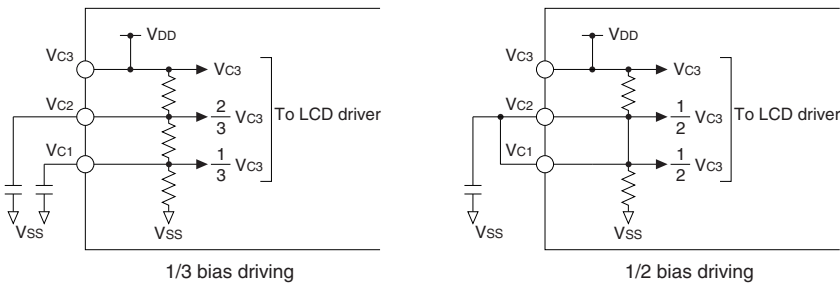 VDD
VC3
VC3
VC2
2
3
VC3
To LCD driver
VC1
1
3
VC3
VSS
VSS
1/3 bias driving
VDD
VC3
VC3
VC2
1
2
VC3
To LCD driver
VC1
1
2
VC3
VSS
VSS
1/2 bias driving